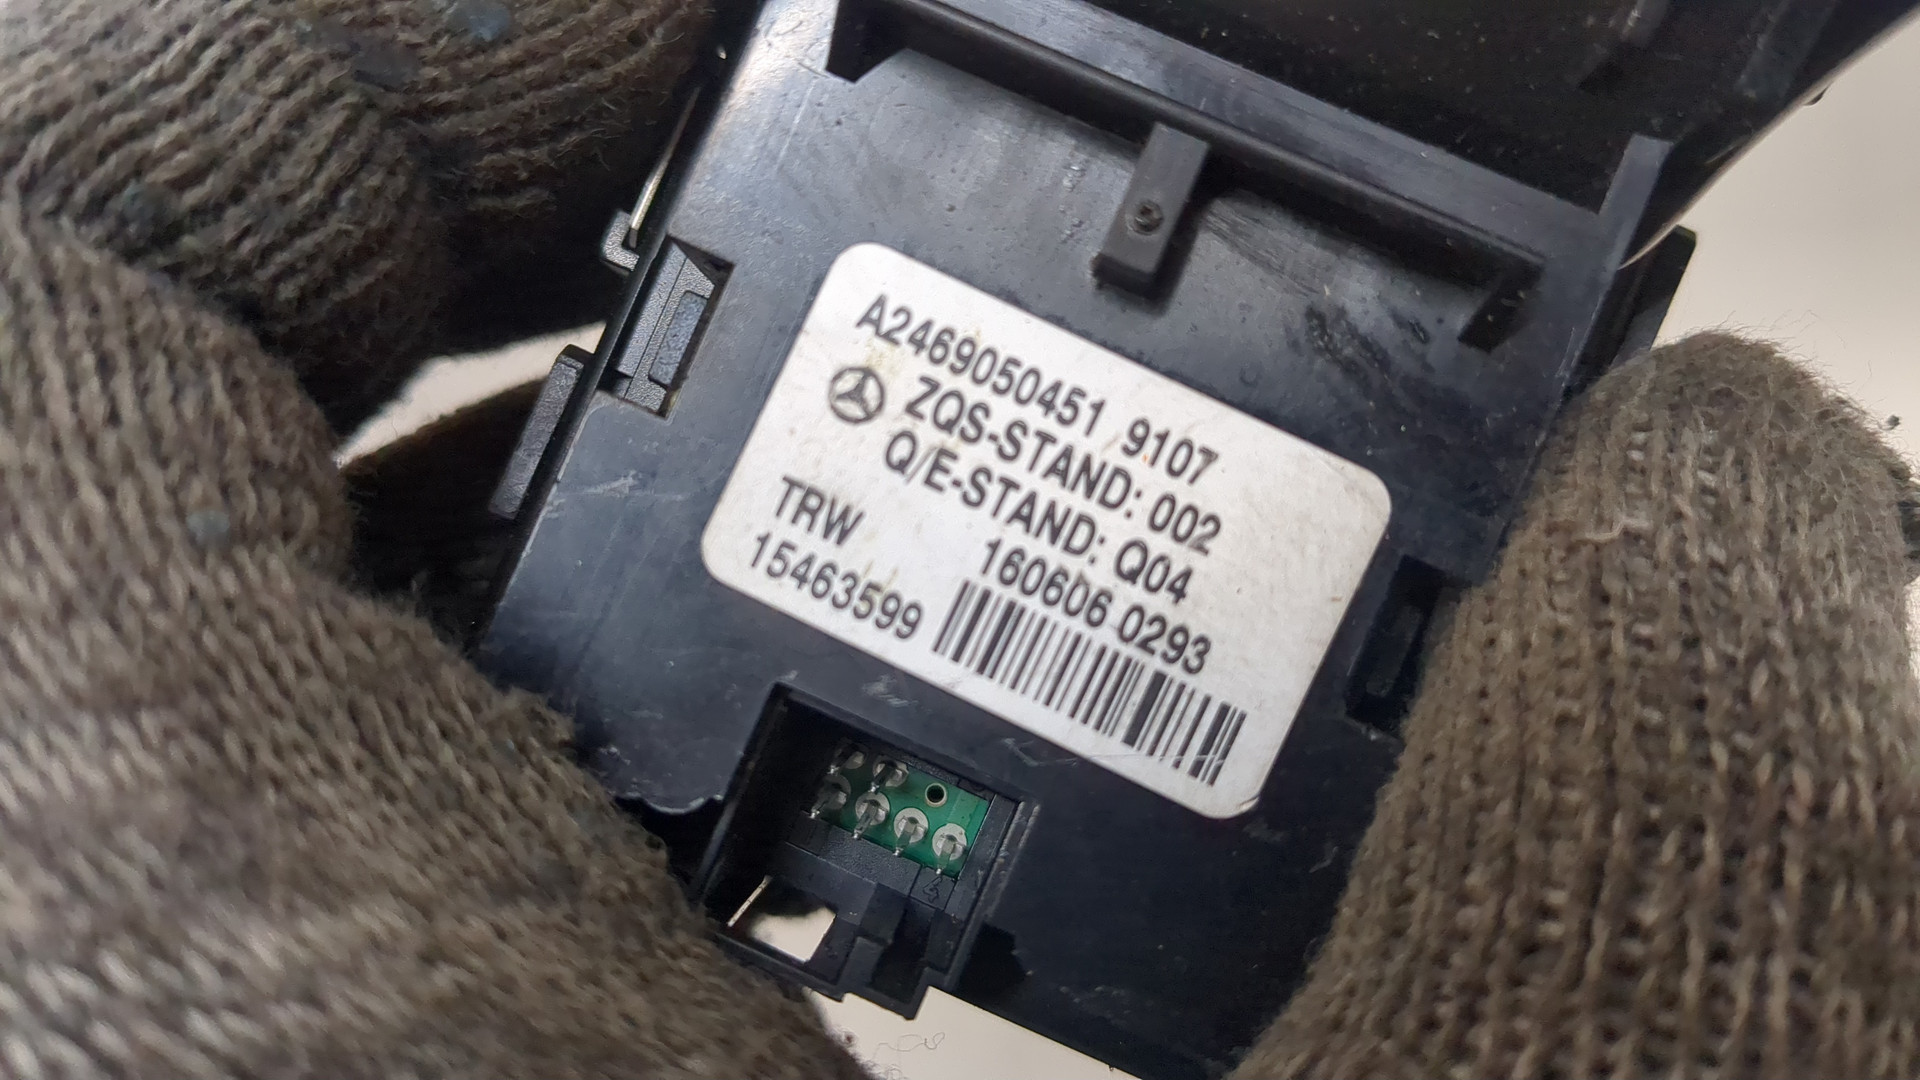 A2469050451 9107
ZQS-STAND: 002
Q/E-STAND: Q04
TRW 160606 0293
15463599